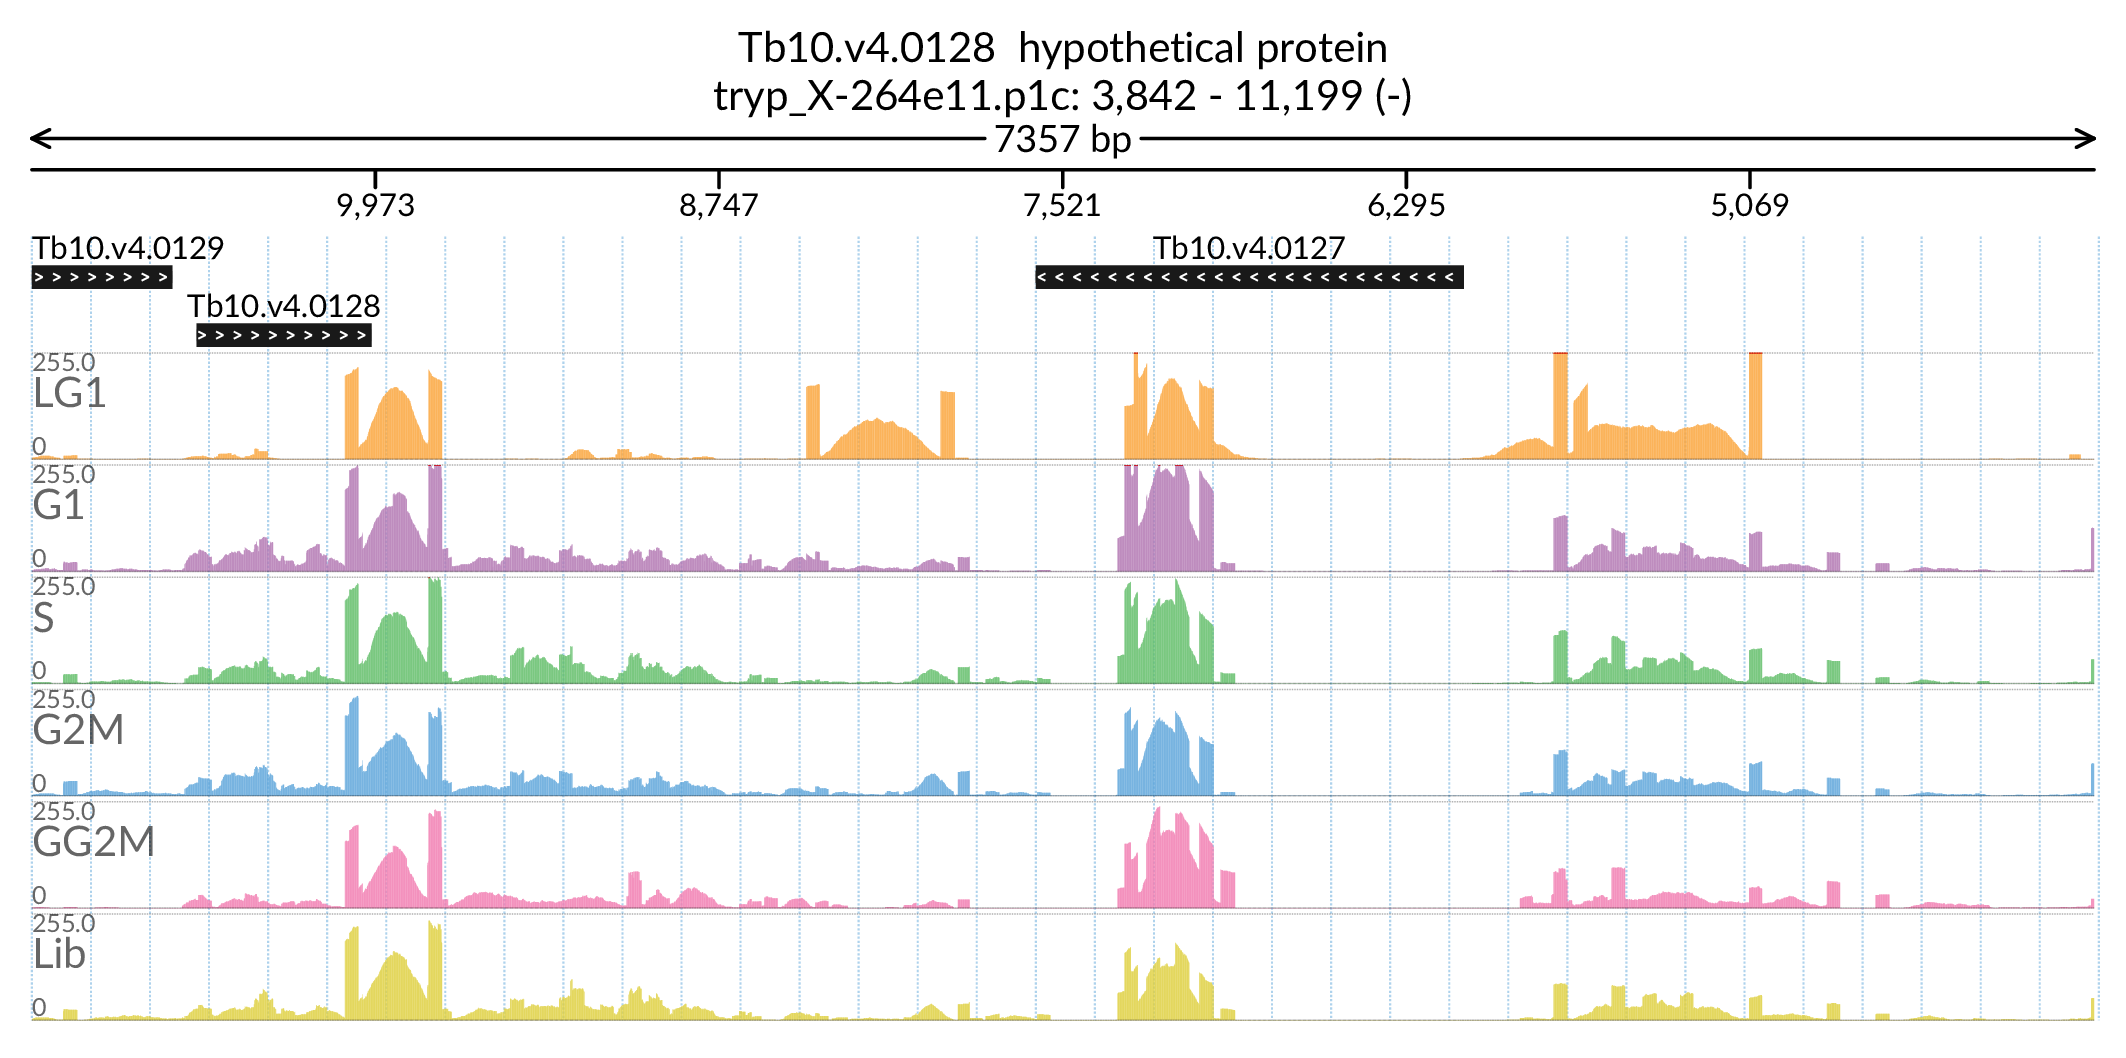 Tb10.v4.0128 hypothetical protein
tryp_X-264e11.p1c: 3,842 - 11,199 (-)
7357 bp
9,973 8,747 7,521 6,295 5,069
Tb10.v4.0129 Tb10.v4.0127
Tb10.v4.0128
255.0
LG1
0
255.0
G1
0
255.0
S
0
255.0
G2M
0
255.0
GG2M
0
255.0
Lib
0